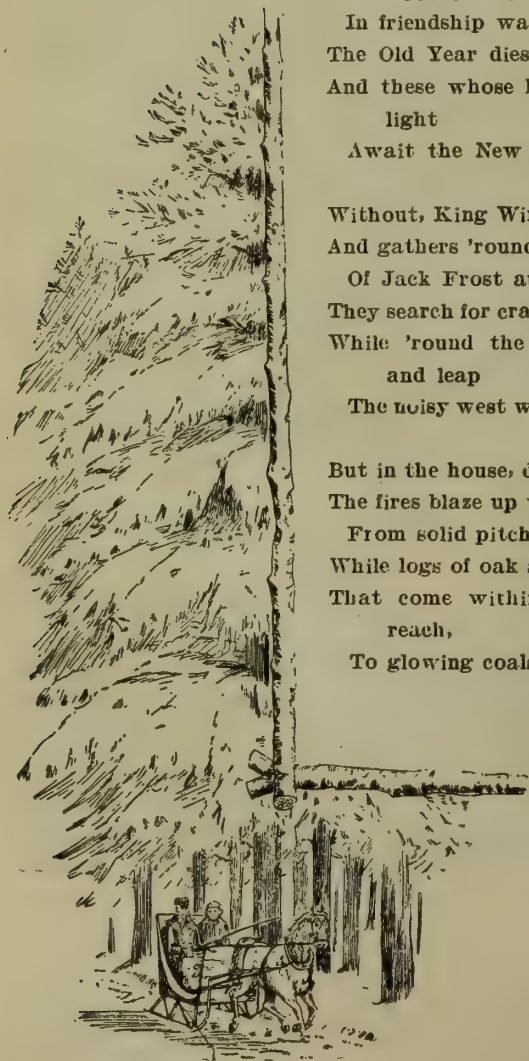 In friendship wa
The Old Year dies
And these whose
light
Await the New
Without, King Wi
And gathers 'round
Of Jack Frost a
They search for cra
While 'round the
and leap
The noisy west w
But in the house,
The fires blaze up
From solid pitch
While logs of oak
That come withi
reach,
To glowing coal